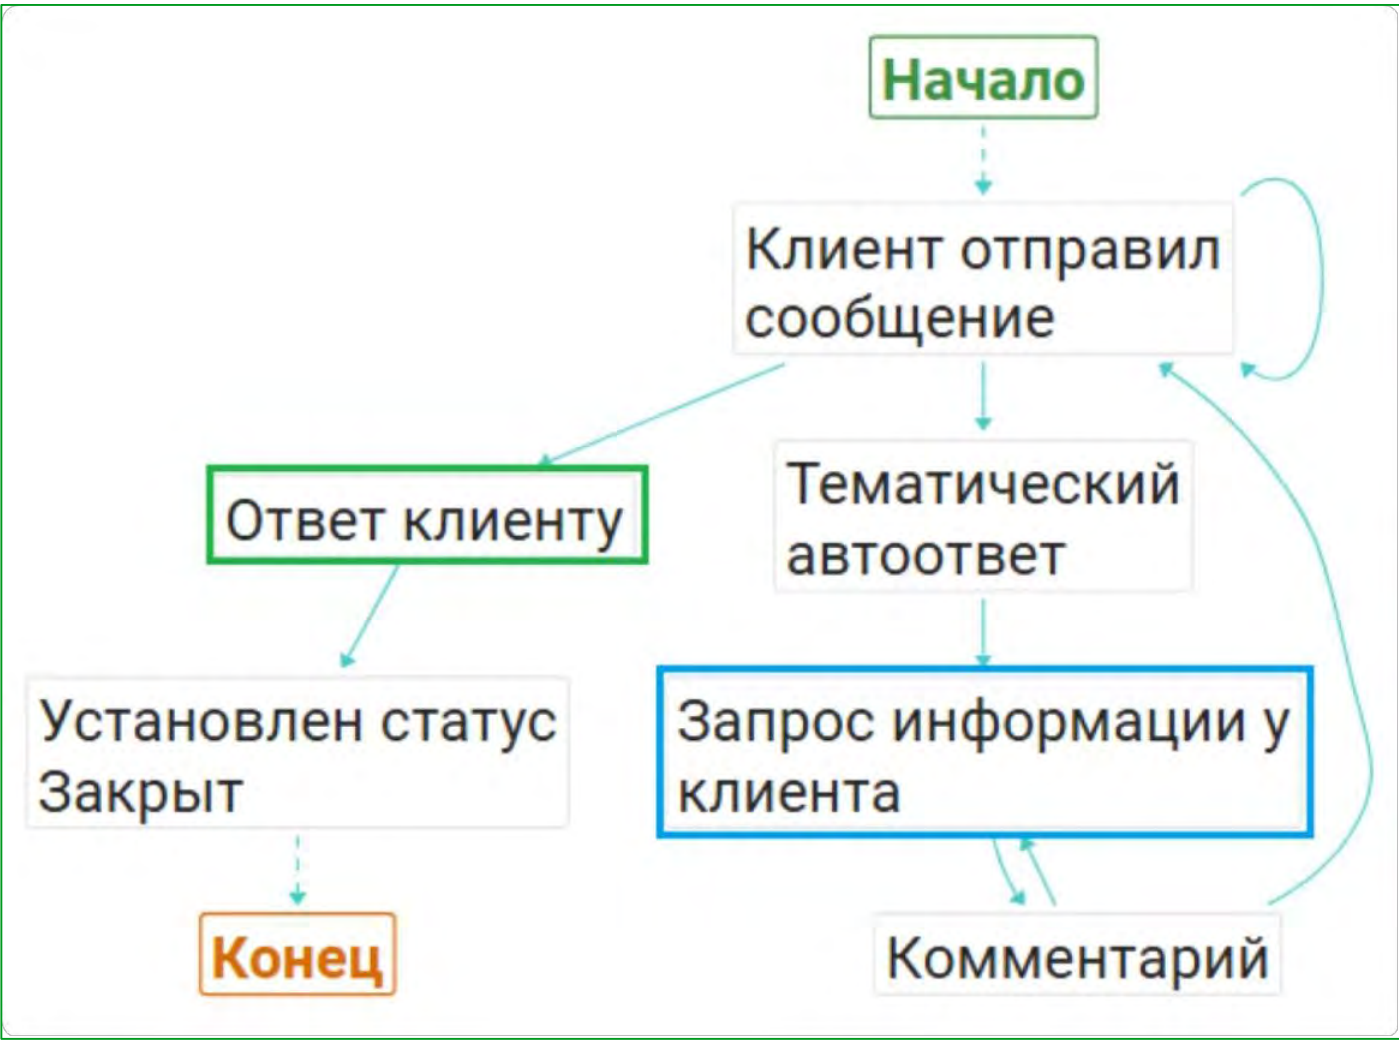 Начало
Клиент отправил
сообщение
Ответ клиенту
Тематический
автоответ
Установлен статус
Закрыт
Запрос информации у
клиента
Конец
Комментарий